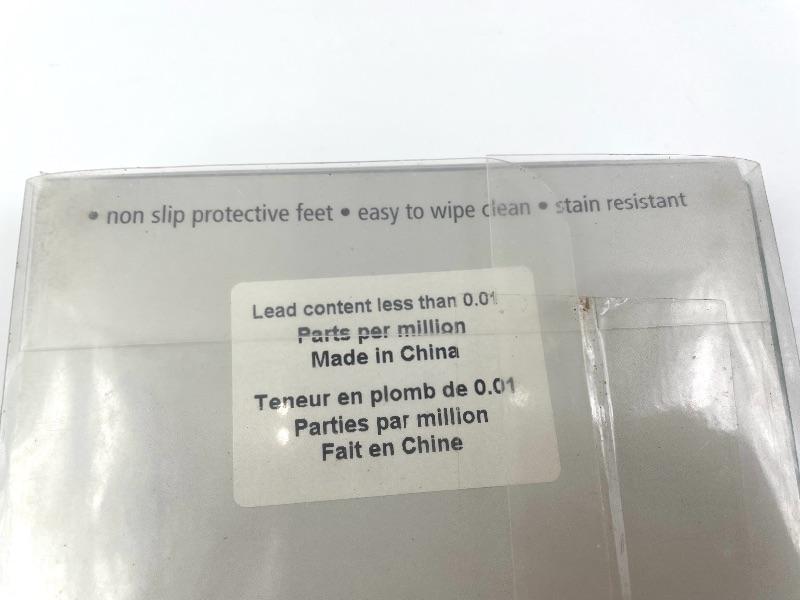 • non slip protective feet • easy to wipe clean • stain resistant
Lead content less than 0.01
Parts per million
Made in China
Teneur en plomb de 0.01
Parties par million
Fait en Chine